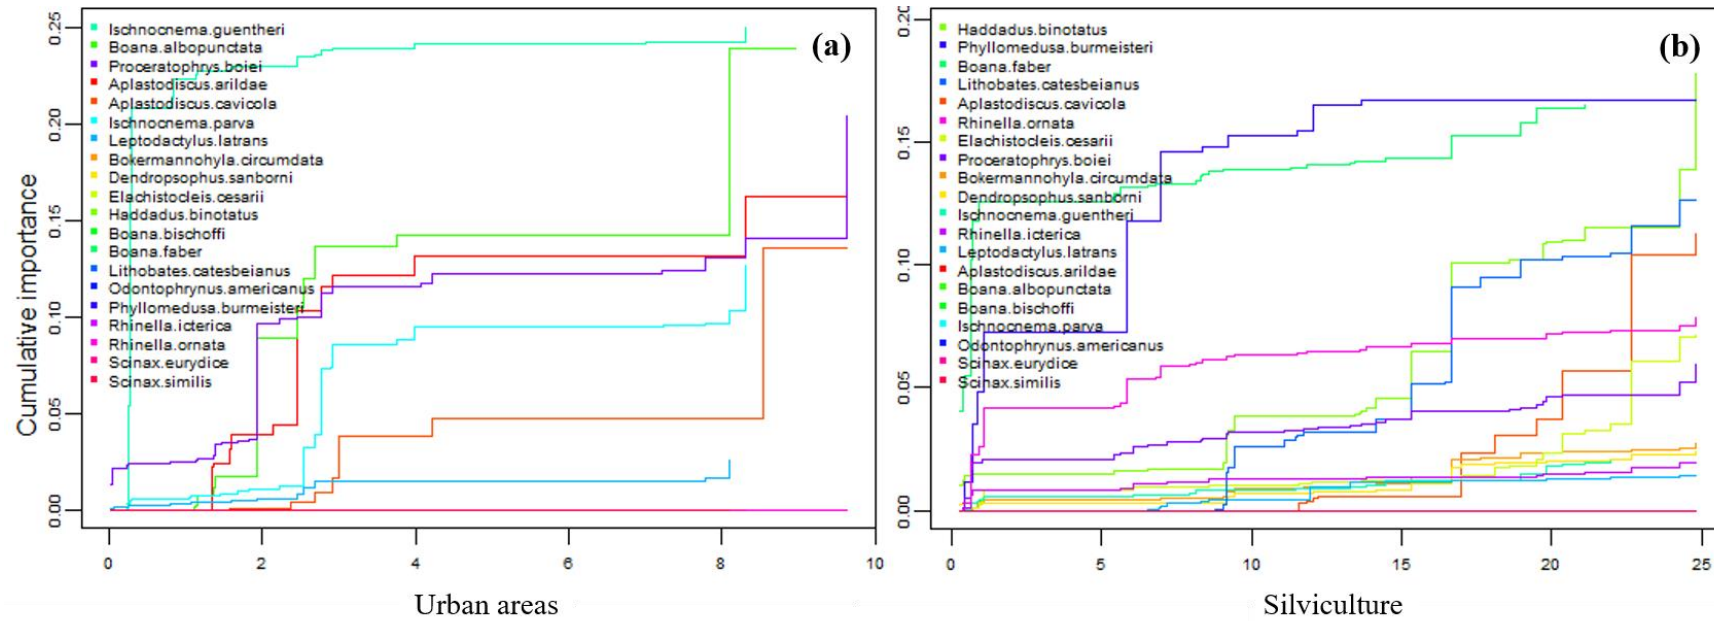 Cumulative importance
0.00
0.05
0.10
0.15
0.20
0.25
Ischnocnema.guentheri
Boana.albopunctata
Proceratophrys.boiei
Aplastodiscus.arildae
Aplastodiscus.cavicola
Ischnocnema.parva
Leptodactylus.latrans
Bokermannohyla.circumdata
Dendropsophus.sanborni
Elachistocleis.cesarii
Haddadus.binotatus
Boana.bischoffi
Boana.faber
Lithobates.catesbeianus
Odontophrynus.americanus
Phyllomedusa.burmeisteri
Rhinella.icterica
Rhinella.ornata
Scinax.eurydice
Scinax.similis
(a)
0 2 4 6 8 10
Urban areas
0.00
0.05
0.10
0.15
0.20
Haddadus.binotatus
Phyllomedusa.burmeisteri
Boana.faber
Lithobates.catesbeianus
Aplastodiscus.cavicola
Rhinella.ornata
Elachistocleis.cesarii
Proceratophrys.boiei
Bokermannohyla.circumdata
Dendropsophus.sanborni
Ischnocnema.guentheri
Rhinella.icterica
Leptodactylus.latrans
Aplastodiscus.arildae
Boana.albopunctata
Boana.bischoffi
Ischnocnema.parva
Odontophrynus.americanus
Scinax.eurydice
Scinax.similis
(b)
0 5 10 15 20 25
Silviculture